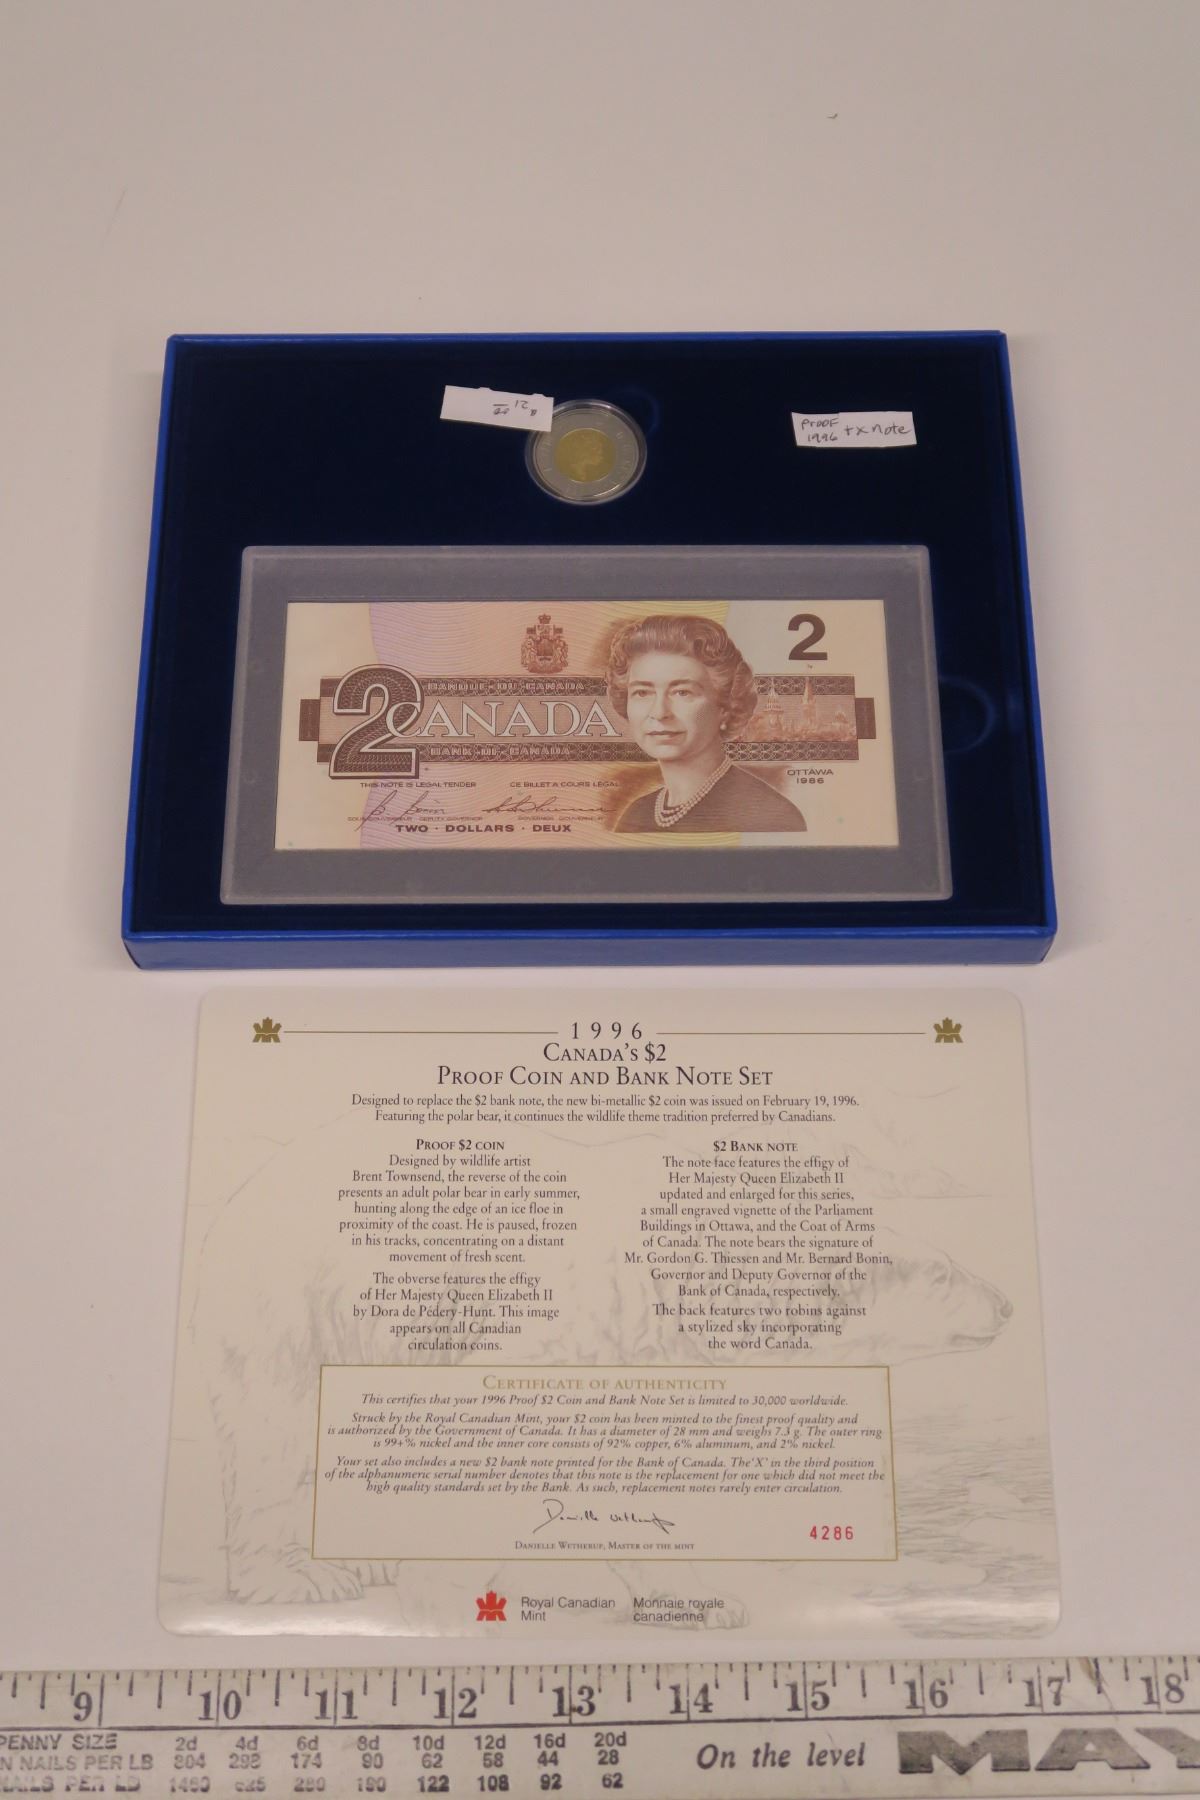 PROOF
1996 + x note
2
BANQUE · DU · CANADA
2 CANADA
BANK · OF · CANADA
OTTAWA
1986
THIS NOTE IS LEGAL TENDER CE BILLET A COURS LÉGAL
SOUS-GOUVERNEUR DEPUTY GOVERNOR GOVERNOR GOUVERNEUR
TWO · DOLLARS · DEUX
1996
CANADA'S $2
PROOF COIN AND BANK NOTE SET
Designed to replace the $2 bank note, the new bi-metallic $2 coin was issued on February 19, 1996.
Featuring the polar bear, it continues the wildlife theme tradition preferred by Canadians.
PROOF $2 COIN
Designed by wildlife artist
Brent Townsend, the reverse of the coin
presents an adult polar bear in early summer,
hunting along the edge of an ice floe in
proximity of the coast. He is paused, frozen
in his tracks, concentrating on a distant
movement of fresh scent.
The obverse features the effigy
of Her Majesty Queen Elizabeth II
by Dora de Pédery-Hunt. This image
appears on all Canadian
circulation coins.
$2 BANK NOTE
The note face features the effigy of
Her Majesty Queen Elizabeth II
updated and enlarged for this series,
a small engraved vignette of the Parliament
Buildings in Ottawa, and the Coat of Arms
of Canada. The note bears the signature of
Mr. Gordon G. Thiessen and Mr. Bernard Bonin,
Governor and Deputy Governor of the
Bank of Canada, respectively.
The back features two robins against
a stylized sky incorporating
the word Canada.
CERTIFICATE OF AUTHENTICITY
This certifies that your 1996 Proof $2 Coin and Bank Note Set is limited to 30,000 worldwide.
Struck by the Royal Canadian Mint, your $2 coin has been minted to the finest proof quality and
is authorized by the Government of Canada. It has a diameter of 28 mm and weighs 7.3 g. The outer ring
is 99+% nickel and the inner core consists of 92% copper, 6% aluminum, and 2% nickel.
Your set also includes a new $2 bank note printed for the Bank of Canada. The 'X' in the third position
of the alphanumeric serial number denotes that this note is the replacement for one which did not meet the
high quality standards set by the Bank. As such, replacement notes rarely enter circulation.
4286
DANIELLE WETHERUP, MASTER OF THE MINT
Royal Canadian Mint
Monnaie royale canadienne
9 10 11 12 13 14 15 16 17 18
PENNY SIZE 2d 4d 6d 8d 10d 12d 16d 20d
N NAILS PER LB 804 298 174 90 62 58 44 28
NAILS PER LB 122 108 92 62
On the level MAY